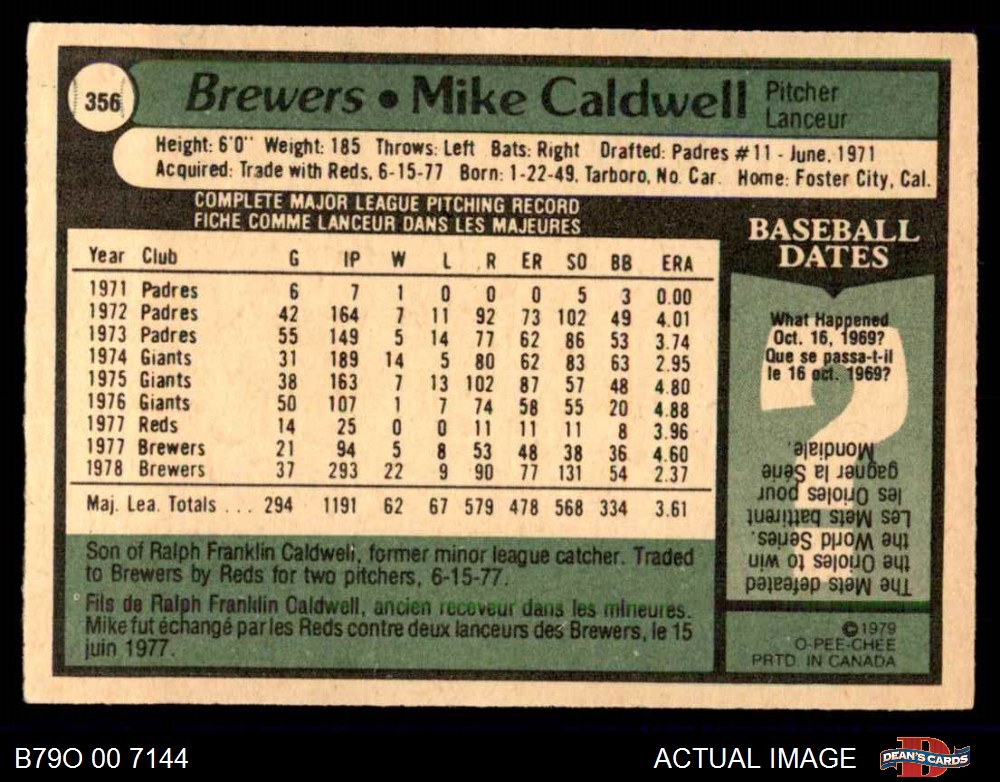 356
Brewers • Mike Caldwell
Pitcher
Lanceur
Height: 6'0" Weight: 185 Throws: Left Bats: Right Drafted: Padres #11 - June, 1971
Acquired: Trade with Reds, 6-15-77 Born: 1-22-49, Tarboro, No. Car. Home: Foster City, Cal.
COMPLETE MAJOR LEAGUE PITCHING RECORD
FICHE COMME LANCEUR DANS LES MAJEURES
Year Club G IP W L R ER SO BB ERA
1971 Padres 6 7 1 0 0 0 5 3 0.00
1972 Padres 42 164 7 11 92 73 102 49 4.01
1973 Padres 55 149 5 14 77 62 86 53 3.74
1974 Giants 31 189 14 5 80 62 83 63 2.95
1975 Giants 38 163 7 13 102 87 57 48 4.80
1976 Giants 50 107 1 7 74 58 55 20 4.88
1977 Reds 14 25 0 0 11 11 11 8 3.96
1977 Brewers 21 94 5 8 53 48 38 36 4.60
1978 Brewers 37 293 22 9 90 77 131 54 2.37
Maj. Lea. Totals . . . 294 1191 62 67 579 478 568 334 3.61
Son of Ralph Franklin Caldwell, former minor league catcher. Traded
to Brewers by Reds for two pitchers, 6-15-77.
Fils de Ralph Franklin Caldwell, ancien receveur dans les mineures.
Mike fut échangé par les Reds contre deux lanceurs des Brewers, le 15
juin 1977.
BASEBALL
DATES
What Happened
Oct. 16, 1969?
Que se passa-t-il
le 16 oct. 1969?
The Mets defeated
the Orioles to win
the World Series.
Les Mets battirent
les Orioles pour
gagner la Série
Mondiale.
©1979
O-PEE-CHEE
PRTD. IN CANADA
B79O 00 7144
ACTUAL IMAGE
DEAN'S CARDS